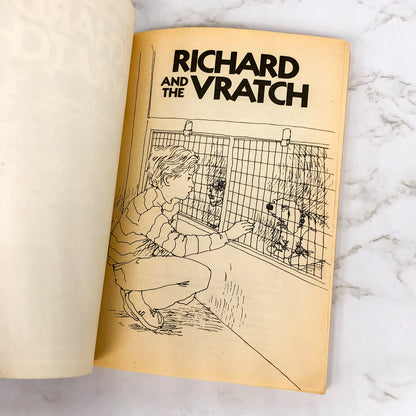 RICHARD
AND THE VRATCH